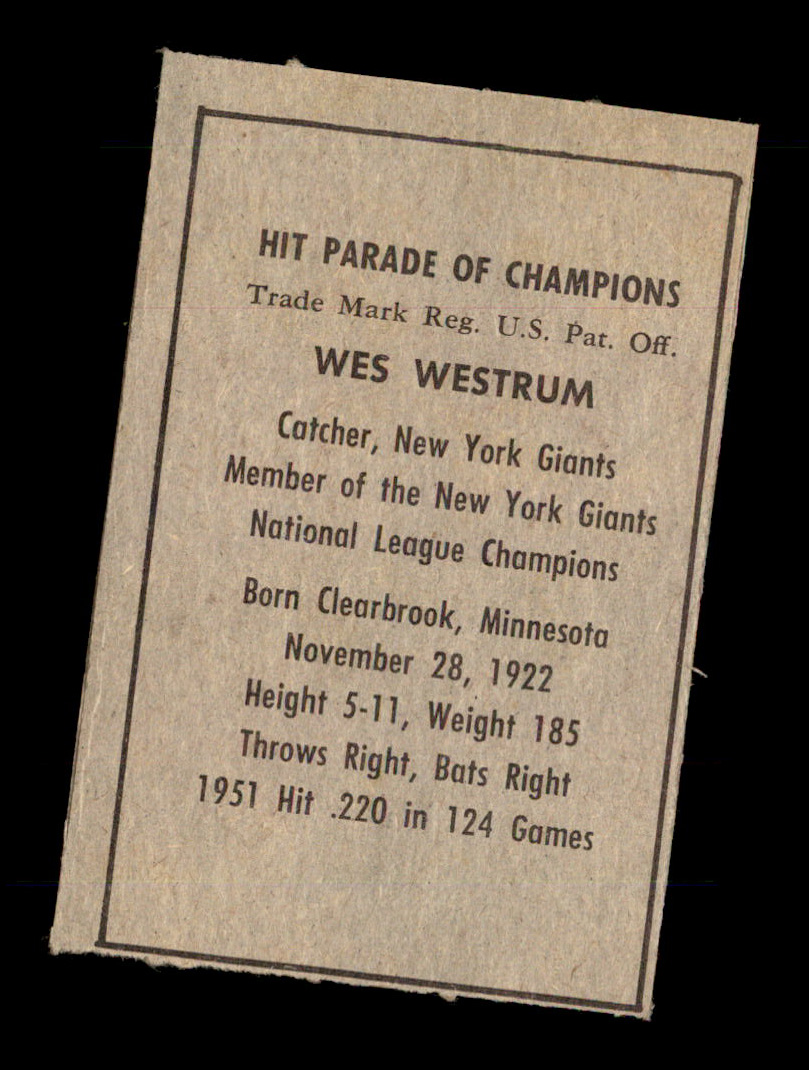 HIT PARADE OF CHAMPIONS
Trade Mark Reg. U.S. Pat. Off.
WES WESTRUM
Catcher, New York Giants
Member of the New York Giants
National League Champions
Born Clearbrook, Minnesota
November 28, 1922
Height 5-11, Weight 185
Throws Right, Bats Right
1951 Hit .220 in 124 Games